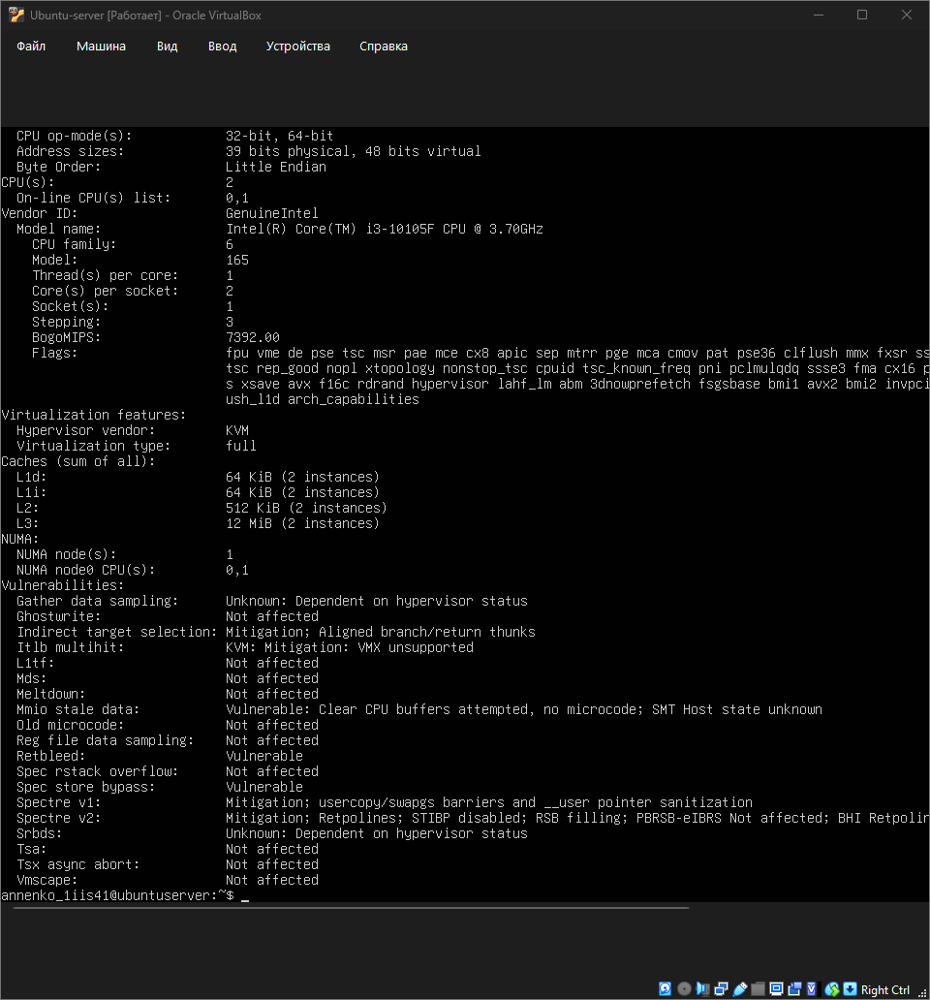 Ubuntu-server [Работает] - Oracle VirtualBox
Файл Машина Вид Ввод Устройства Справка
CPU op-mode(s): 32-bit, 64-bit
Address sizes: 39 bits physical, 48 bits virtual
Byte Order: Little Endian
CPU(s): 2
On-line CPU(s) list: 0,1
Vendor ID: GenuineIntel
Model name: Intel(R) Core(TM) i3-10105F CPU @ 3.70GHz
CPU family: 6
Model: 165
Thread(s) per core: 1
Core(s) per socket: 2
Socket(s): 1
Stepping: 3
BogoMIPS: 7392.00
Flags: fpu vme de pse tsc msr pae mce cx8 apic sep mtrr pge mca cmov pat pse36 clflush mmx fxsr ss
tsc rep_good nopl xtopology nonstop_tsc cpuid tsc_known_freq pni pclmulqdq ssse3 fma cx16 p
s xsave avx f16c rdrand hypervisor lahf_lm abm 3dnowprefetch fsgsbase bmi1 avx2 bmi2 invpci
ush_l1d arch_capabilities
Virtualization features:
Hypervisor vendor: KVM
Virtualization type: full
Caches (sum of all):
L1d: 64 KiB (2 instances)
L1i: 64 KiB (2 instances)
L2: 512 KiB (2 instances)
L3: 12 MiB (2 instances)
NUMA:
NUMA node(s): 1
NUMA node0 CPU(s): 0,1
Vulnerabilities:
Gather data sampling: Unknown: Dependent on hypervisor status
Ghostwrite: Not affected
Indirect target selection: Mitigation; Aligned branch/return thunks
Itlb multihit: KVM: Mitigation: VMX unsupported
L1tf: Not affected
Mds: Not affected
Meltdown: Not affected
Mmio stale data: Vulnerable: Clear CPU buffers attempted, no microcode; SMT Host state unknown
Old microcode: Not affected
Reg file data sampling: Not affected
Retbleed: Vulnerable
Spec rstack overflow: Not affected
Spec store bypass: Vulnerable
Spectre v1: Mitigation; usercopy/swapgs barriers and __user pointer sanitization
Spectre v2: Mitigation; Retpolines; STIBP disabled; RSB filling; PBRSB-eIBRS Not affected; BHI Retpolin
Srbds: Unknown: Dependent on hypervisor status
Tsa: Not affected
Tsx async abort: Not affected
Vmscape: Not affected
annenko_1iis41@ubuntuserver:~$ _
Right Ctrl